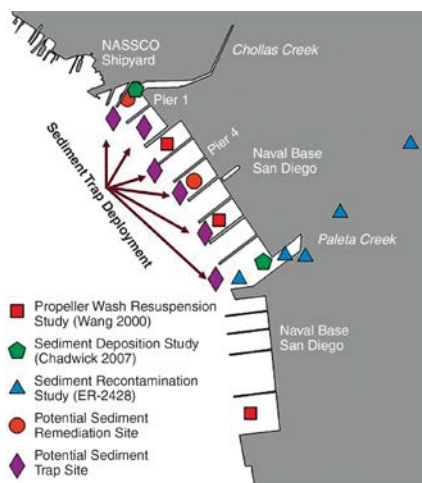 NASSCO
Shipyard
Chollas Creek
Pier 1
Pier 4
Naval Base
San Diego
Sediment Trap Deployment
Paleta Creek
Propeller Wash Resuspension
Study (Wang 2000)
Sediment Deposition Study
(Chadwick 2007)
Sediment Recontamination
Study (ER-2428)
Potential Sediment
Remediation Site
Potential Sediment
Trap Site
Naval Base
San Diego